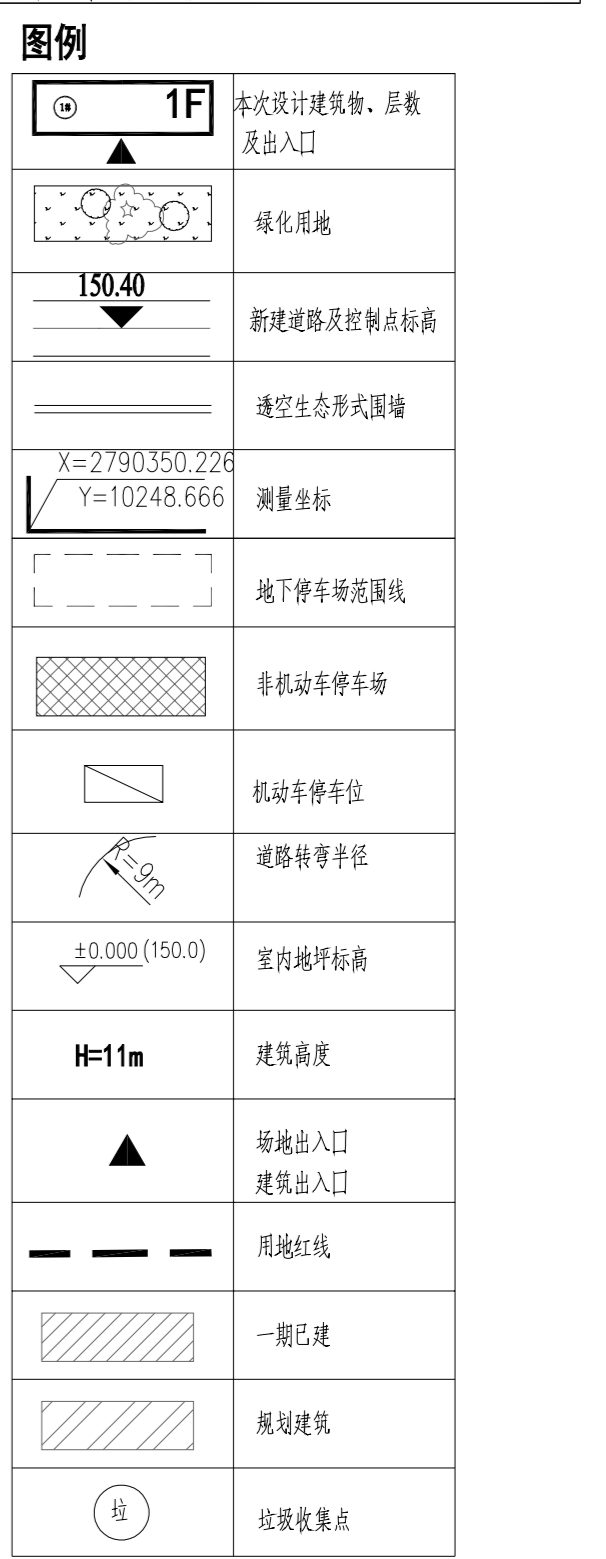 图例
1# 1F
本次设计建筑物、层数
及出入口
绿化用地
150.40
新建道路及控制点标高
透空生态形式围墙
X=2790350.226
Y=10248.666
测量坐标
地下停车场范围线
非机动车停车场
机动车停车位
R=9m
道路转弯半径
±0.000(150.0)
室内地坪标高
H=11m
建筑高度
场地出入口
建筑出入口
用地红线
一期已建
规划建筑
垃
垃圾收集点